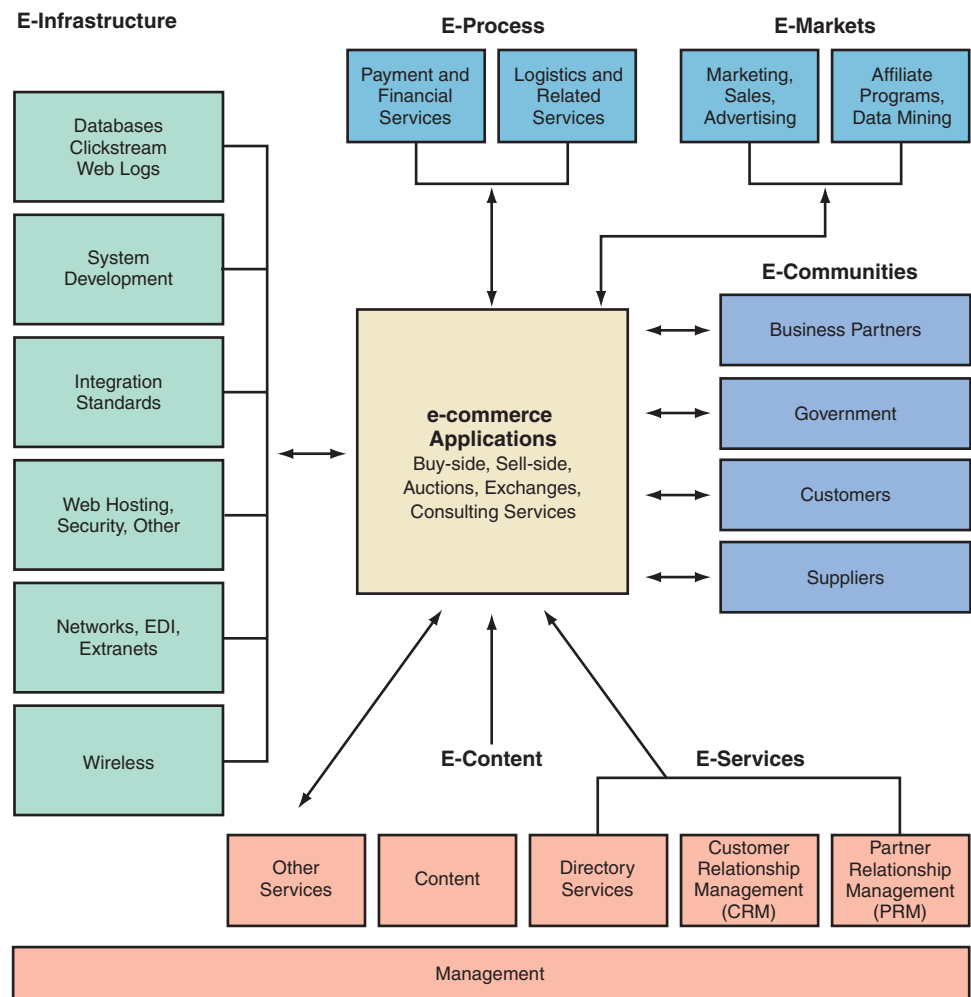 E-Infrastructure
Databases
Clickstream
Web Logs
System
Development
Integration
Standards
Web Hosting,
Security, Other
Networks, EDI,
Extranets
Wireless
E-Process
Payment and
Financial
Services
Logistics and
Related
Services
E-Markets
Marketing,
Sales,
Advertising
Affiliate
Programs,
Data Mining
e-commerce
Applications
Buy-side, Sell-side,
Auctions, Exchanges,
Consulting Services
E-Communities
Business Partners
Government
Customers
Suppliers
E-Content
E-Services
Other
Services
Content
Directory
Services
Customer
Relationship
Management
(CRM)
Partner
Relationship
Management
(PRM)
Management